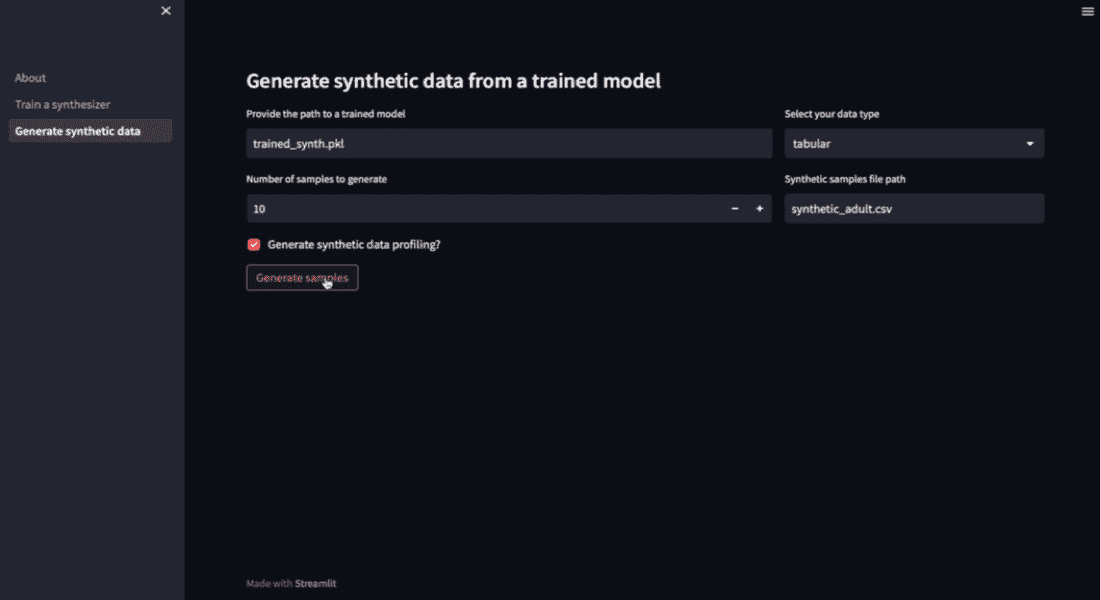 About
Train a synthesizer
Generate synthetic data
Generate synthetic data from a trained model
Provide the path to a trained model
Select your data type
trained_synth.pkl
tabular
Number of samples to generate
Synthetic samples file path
10
synthetic_adult.csv
Generate synthetic data profiling?
Generate samples
Made with Streamlit